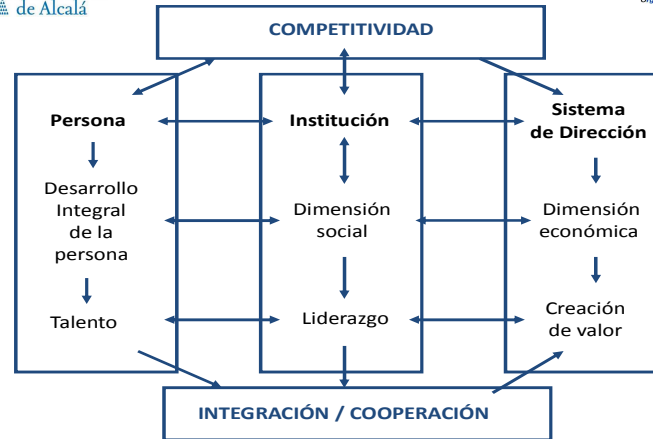 de Alcalá
COMPETITIVIDAD
Persona
Desarrollo
Integral
de la
persona
Talento
Institución
Dimensión
social
Liderazgo
Sistema
de Dirección
Dimensión
económica
Creación
de valor
INTEGRACIÓN / COOPERACIÓN